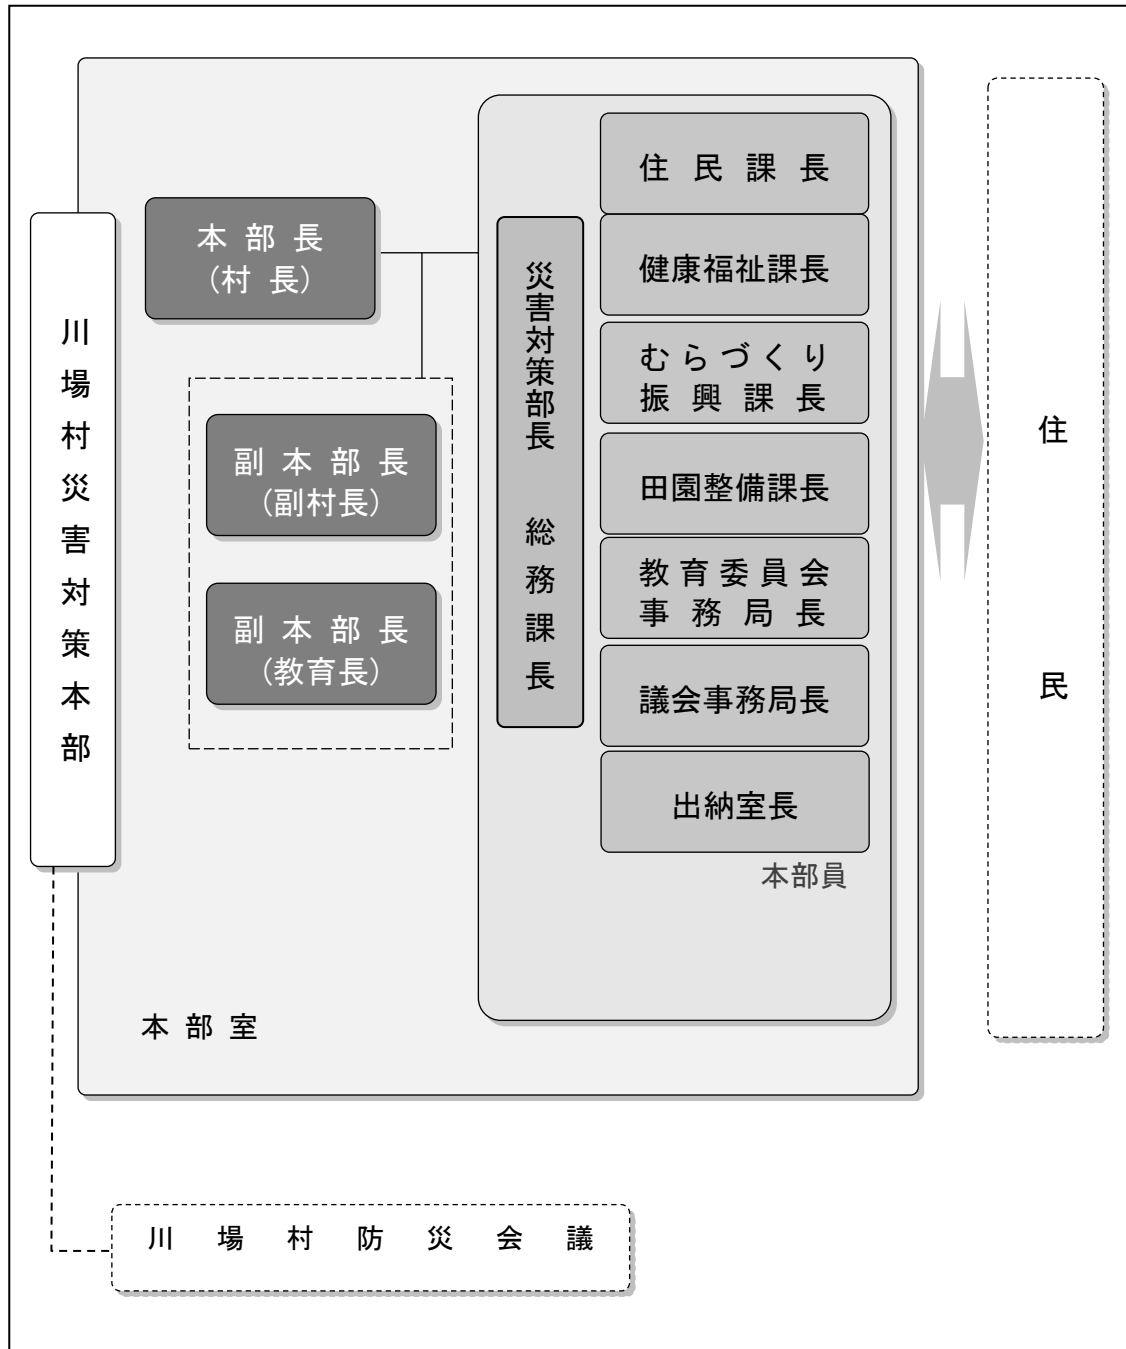 川場村災害対策本部
本部長
（村長）
副本部長
（副村長）
副本部長
（教育長）
災害対策部長　総務課長
住民課長
健康福祉課長
むらづくり
振興課長
田園整備課長
教育委員会
事務局長
議会事務局長
出納室長
本部員
本部室
住民
川場村防災会議